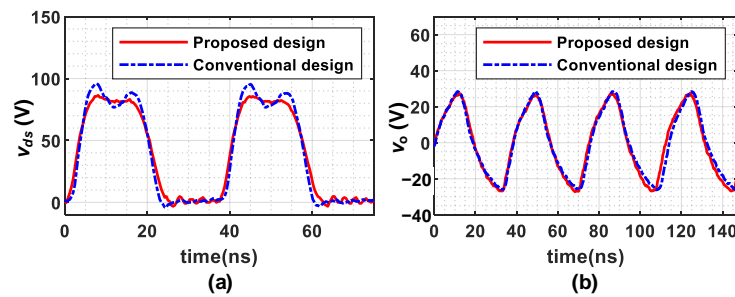 150
100
50
0
v_ds (V)
Proposed design
Conventional design
0
20
40
60
time(ns)
(a)
60
40
20
0
−20
−40
v_o (V)
Proposed design
Conventional design
0
20
40
60
80
100
120
140
time(ns)
(b)